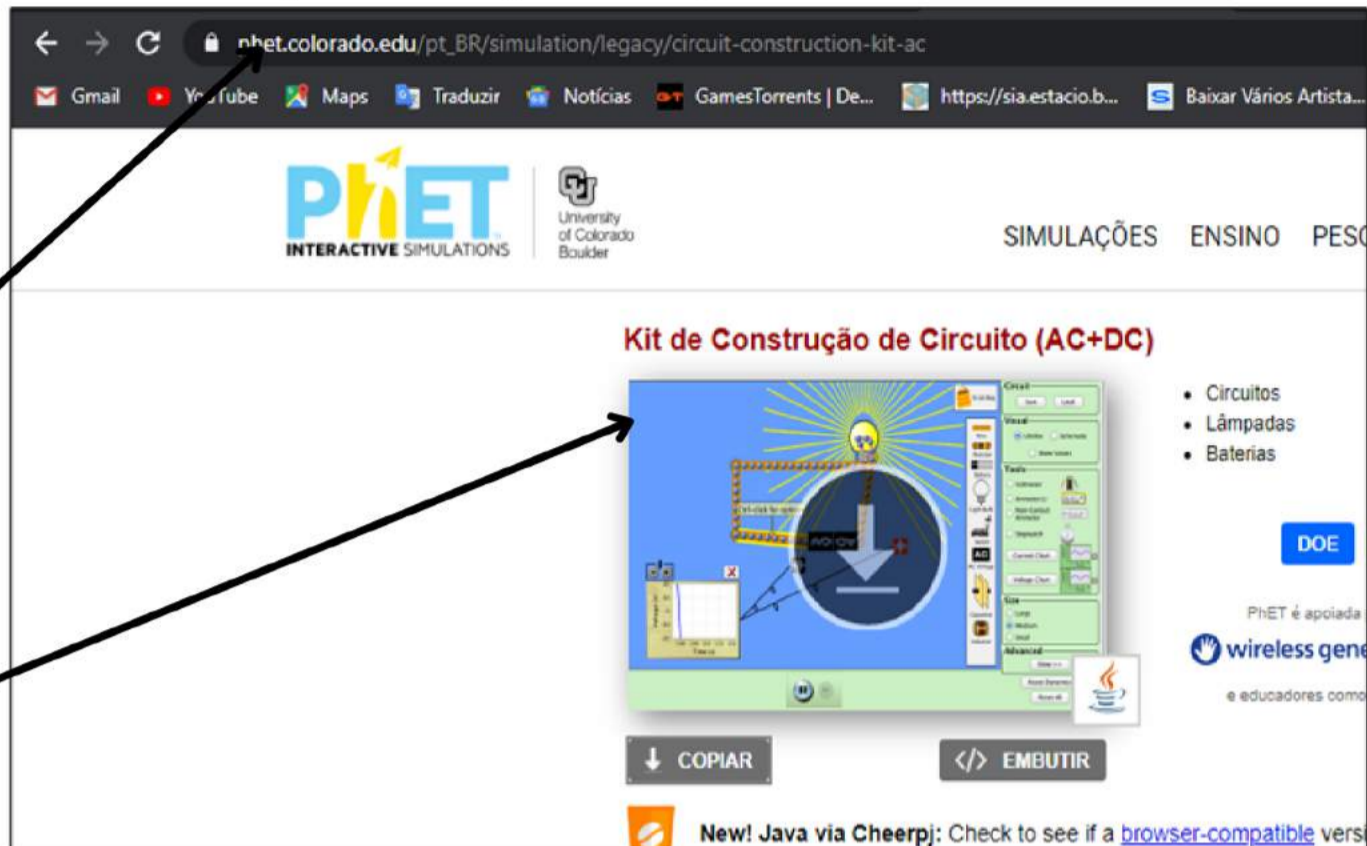 phet.colorado.edu/pt_BR/simulation/legacy/circuit-construction-kit-ac
Gmail YouTube Maps Traduzir Notícias GamesTorrents | De... https://sia.estacio.b... Baixar Vários Artista...
PhET
INTERACTIVE SIMULATIONS
University
of Colorado
Boulder
SIMULAÇÕES ENSINO PESQ
Kit de Construção de Circuito (AC+DC)
Circuitos
Lâmpadas
Baterias
DOE
PhET é apoiada
wireless gene
e educadores como
COPIAR
</> EMBUTIR
New! Java via Cheerpj: Check to see if a browser-compatible versi